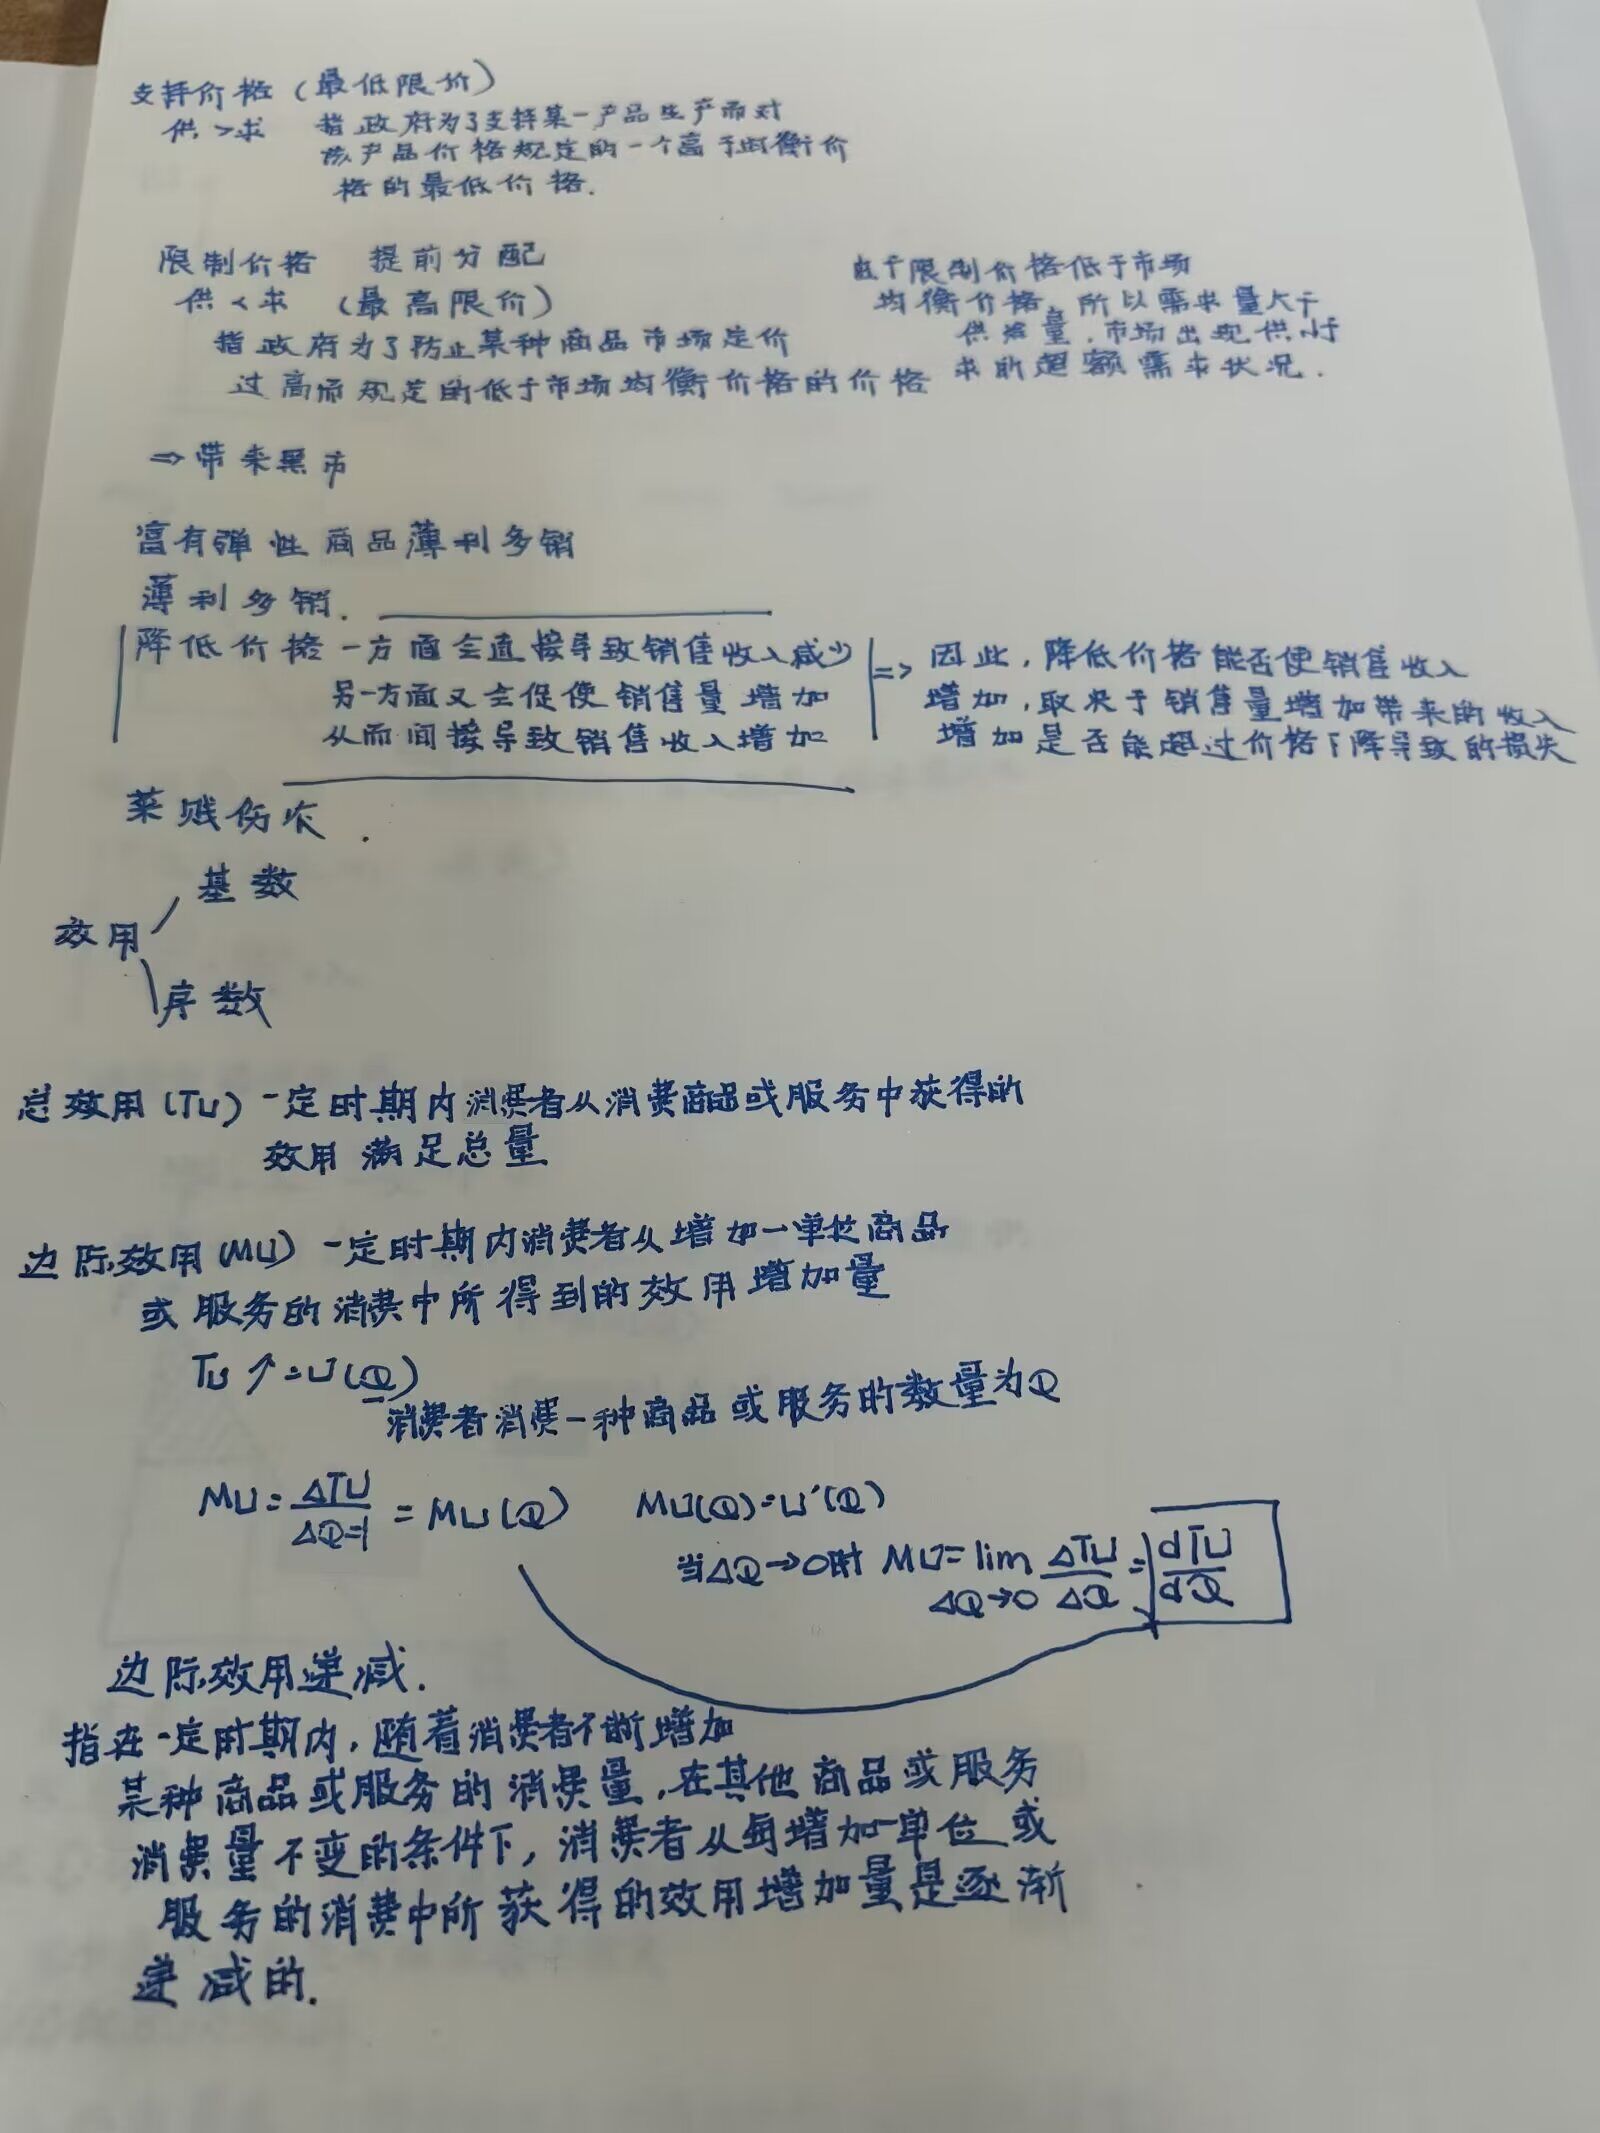 支持价格（最低限价）
供>求 指政府为了支持某一产品生产而对
该产品价格规定的一个高于均衡价
格的最低价格.
限制价格 提前分配
供<求 （最高限价）
指政府为了防止某种商品市场定价
过高而规定的低于市场均衡价格的价格
由于限制价格低于市场
均衡价格，所以需求量大于
供给量，市场出现供小于
求的超额需求状况.
⇒带来黑市
富有弹性商品薄利多销
薄利多销.
降低价格一方面会直接导致销售收入减少
另一方面又会促使销售量增加
从而间接导致销售收入增加
=> 因此，降低价格能否使销售收入
增加，取决于销售量增加带来的收入
增加是否能超过价格下降导致的损失
菜贱伤农.
基数
效用
序数
总效用（TU）一定时期内消费者从消费商品或服务中获得的
效用满足总量
边际效用（MU）一定时期内消费者从增加一单位商品
或服务的消费中所得到的效用增加量
TU↑=U(Q)
消费者消费一种商品或服务的数量为Q
MU=ΔTU/ΔQ=1 = MU(Q) MU(Q)=U'(Q)
当ΔQ→0时 MU=lim ΔQ→0 ΔTU/ΔQ = dTU/dQ
边际效用递减.
指在一定时期内，随着消费者不断增加
某种商品或服务的消费量，在其他商品或服务
消费量不变的条件下，消费者从每增加一单位或
服务的消费中所获得的效用增加量是逐渐
递减的.